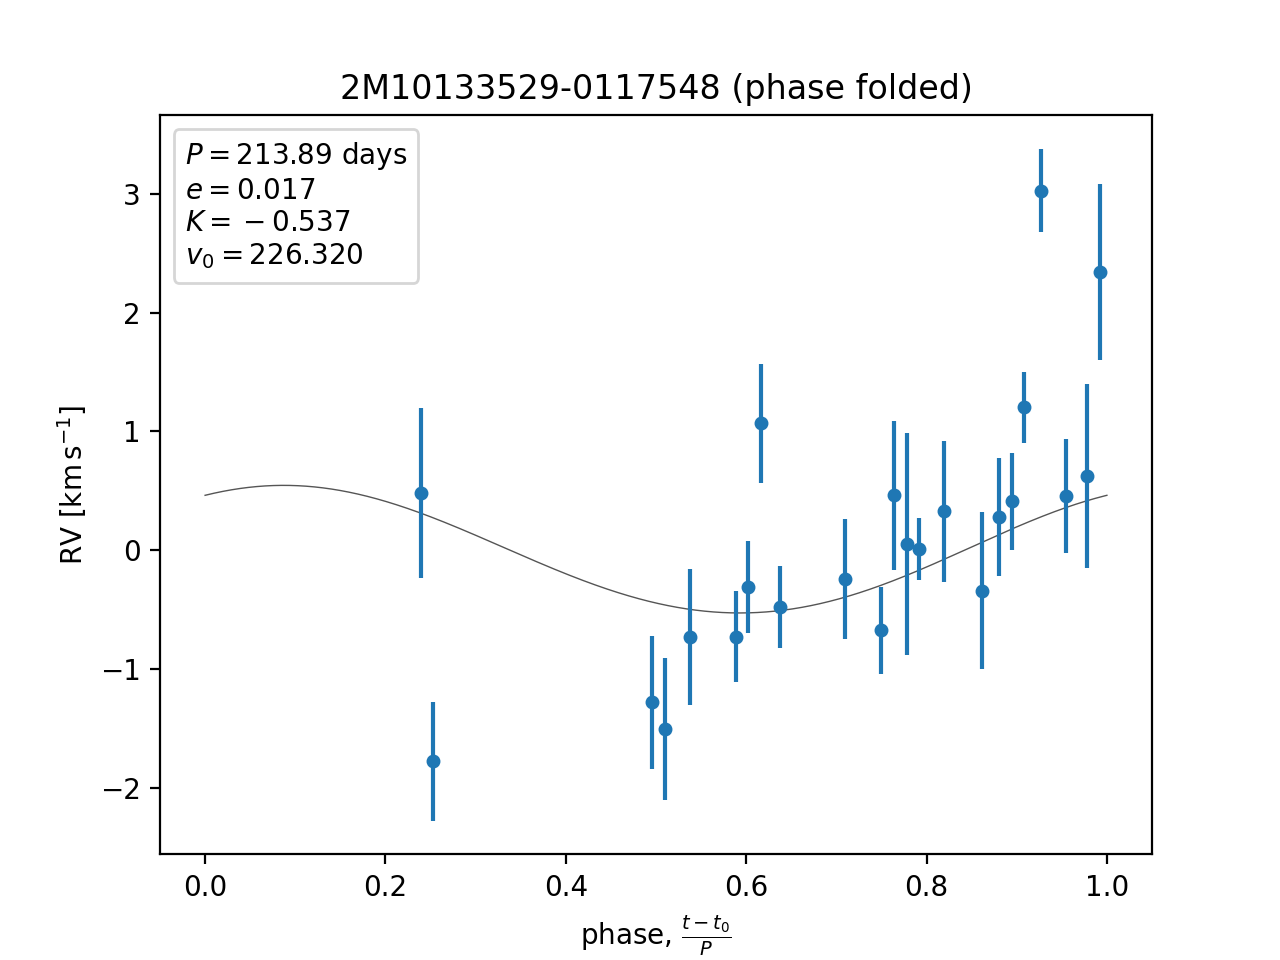 2M10133529-0117548 (phase folded)
P = 213.89 days
e = 0.017
K = −0.537
v₀ = 226.320
RV [km s⁻¹]
3
2
1
0
−1
−2
0.0 0.2 0.4 0.6 0.8 1.0
phase, (t − t₀)/P